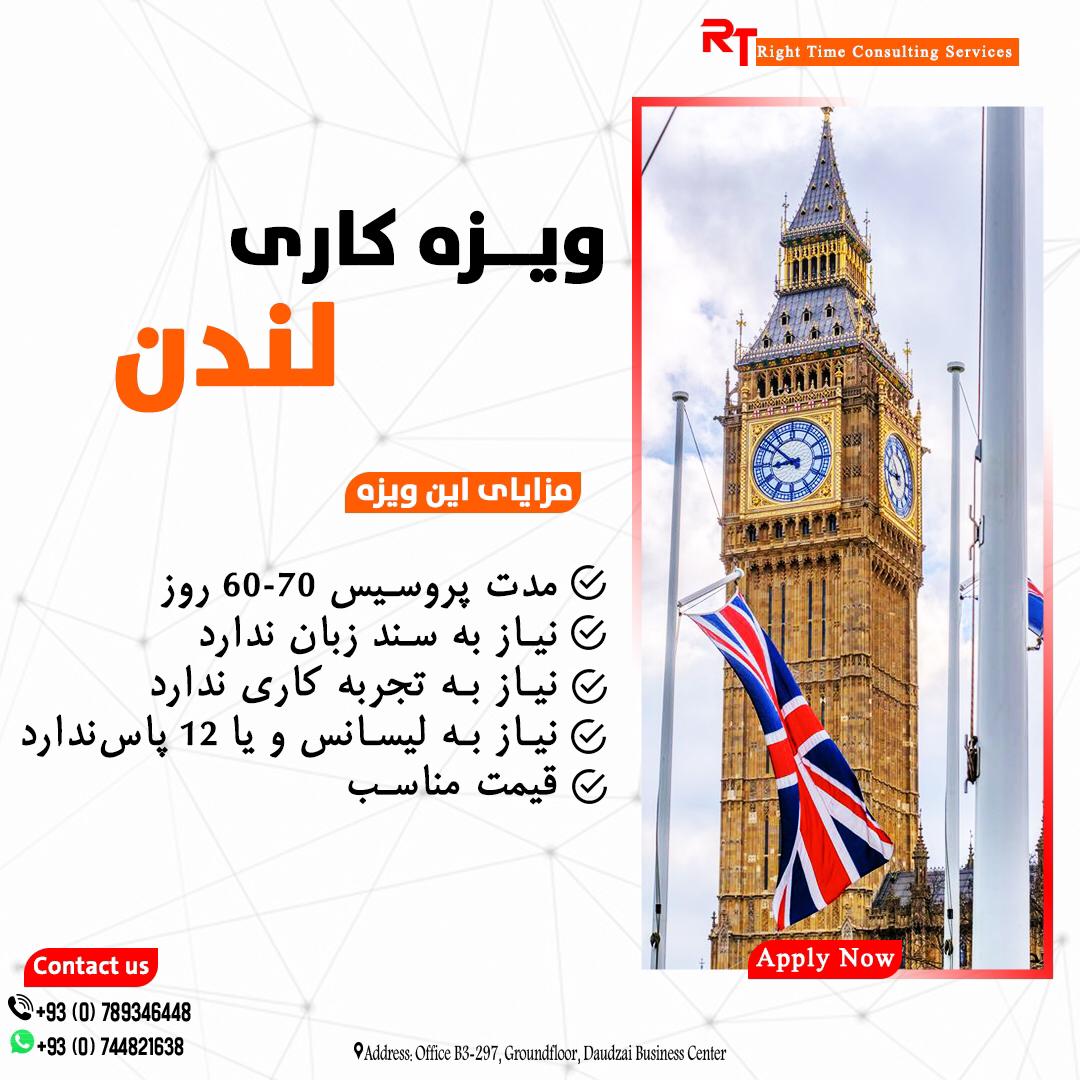 RT
Right Time Consulting Services
ویزه کاری
لندن
مزایای این ویزه
مدت پروسیس 70-60 روز
نیاز به سند زبان ندارد
نیاز به تجربه کاری ندارد
نیاز به لیسانس و یا 12 پاس‌ندارد
قیمت مناسب
Apply Now
Contact us
+93 (0) 789346448
+93 (0) 744821638
Address: Office B3-297, Groundfloor, Daudzai Business Center